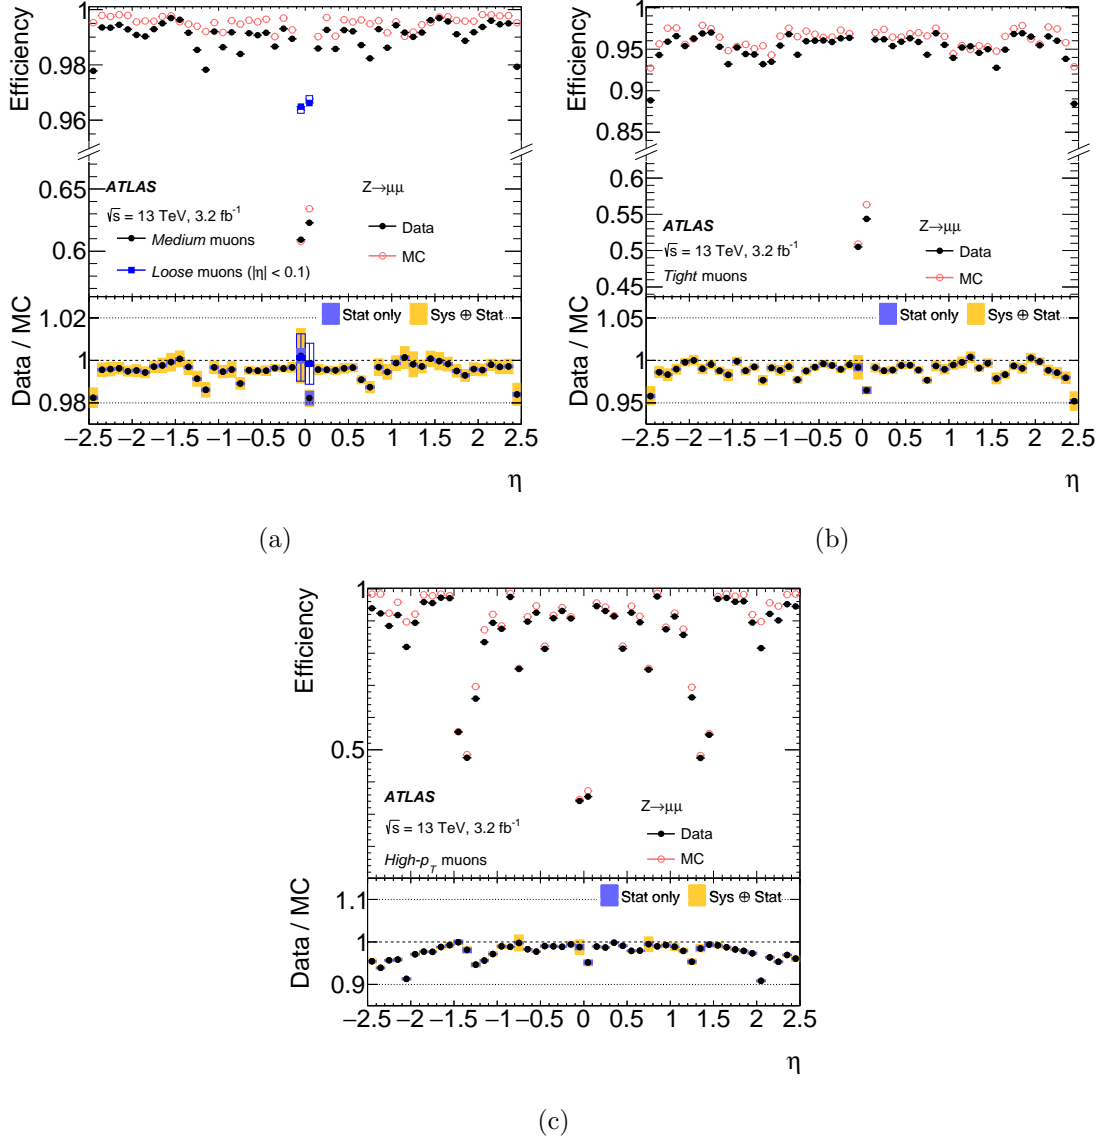 Efficiency
1
0.98
0.96
0.65
0.6
ATLAS
√s = 13 TeV, 3.2 fb⁻¹
Medium muons
Loose muons (|η| < 0.1)
Z→μμ
Data
MC
Data / MC
1.02
1
0.98
Stat only
Sys ⊕ Stat
−2.5 −2 −1.5 −1 −0.5 0 0.5 1 1.5 2 2.5
η
(a)
Efficiency
1
0.95
0.9
0.85
0.6
0.55
0.5
0.45
ATLAS
√s = 13 TeV, 3.2 fb⁻¹
Tight muons
Z→μμ
Data
MC
Data / MC
1.05
1
0.95
Stat only
Sys ⊕ Stat
−2.5 −2 −1.5 −1 −0.5 0 0.5 1 1.5 2 2.5
η
(b)
Efficiency
1
0.5
ATLAS
√s = 13 TeV, 3.2 fb⁻¹
High-p_T muons
Z→μμ
Data
MC
Data / MC
1.1
1
0.9
Stat only
Sys ⊕ Stat
−2.5 −2 −1.5 −1 −0.5 0 0.5 1 1.5 2 2.5
η
(c)